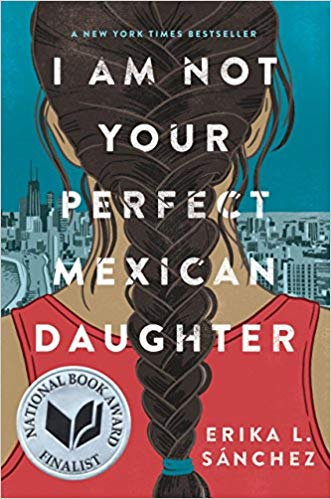 A NEW YORK TIMES BESTSELLER
I AM NOT
YOUR
PERFECT
MEXICAN
DAUGHTER
NATIONAL BOOK AWARD
FINALIST
ERIKA L.
SÁNCHEZ